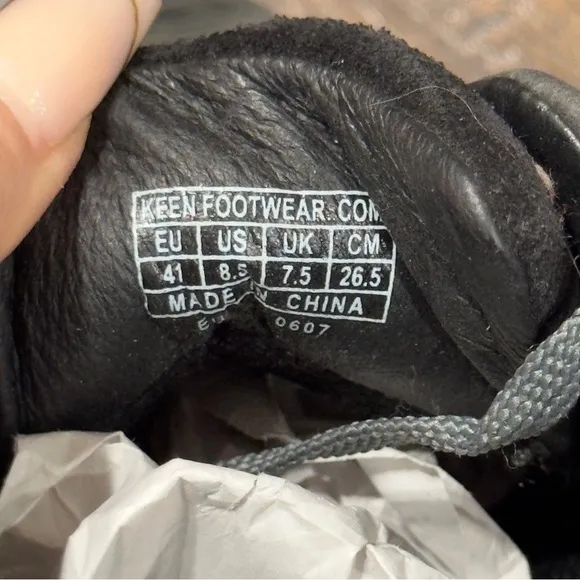 KEEN FOOTWEAR.COM
EU US UK CM
41 8.5 7.5 26.5
MADE IN CHINA
0607